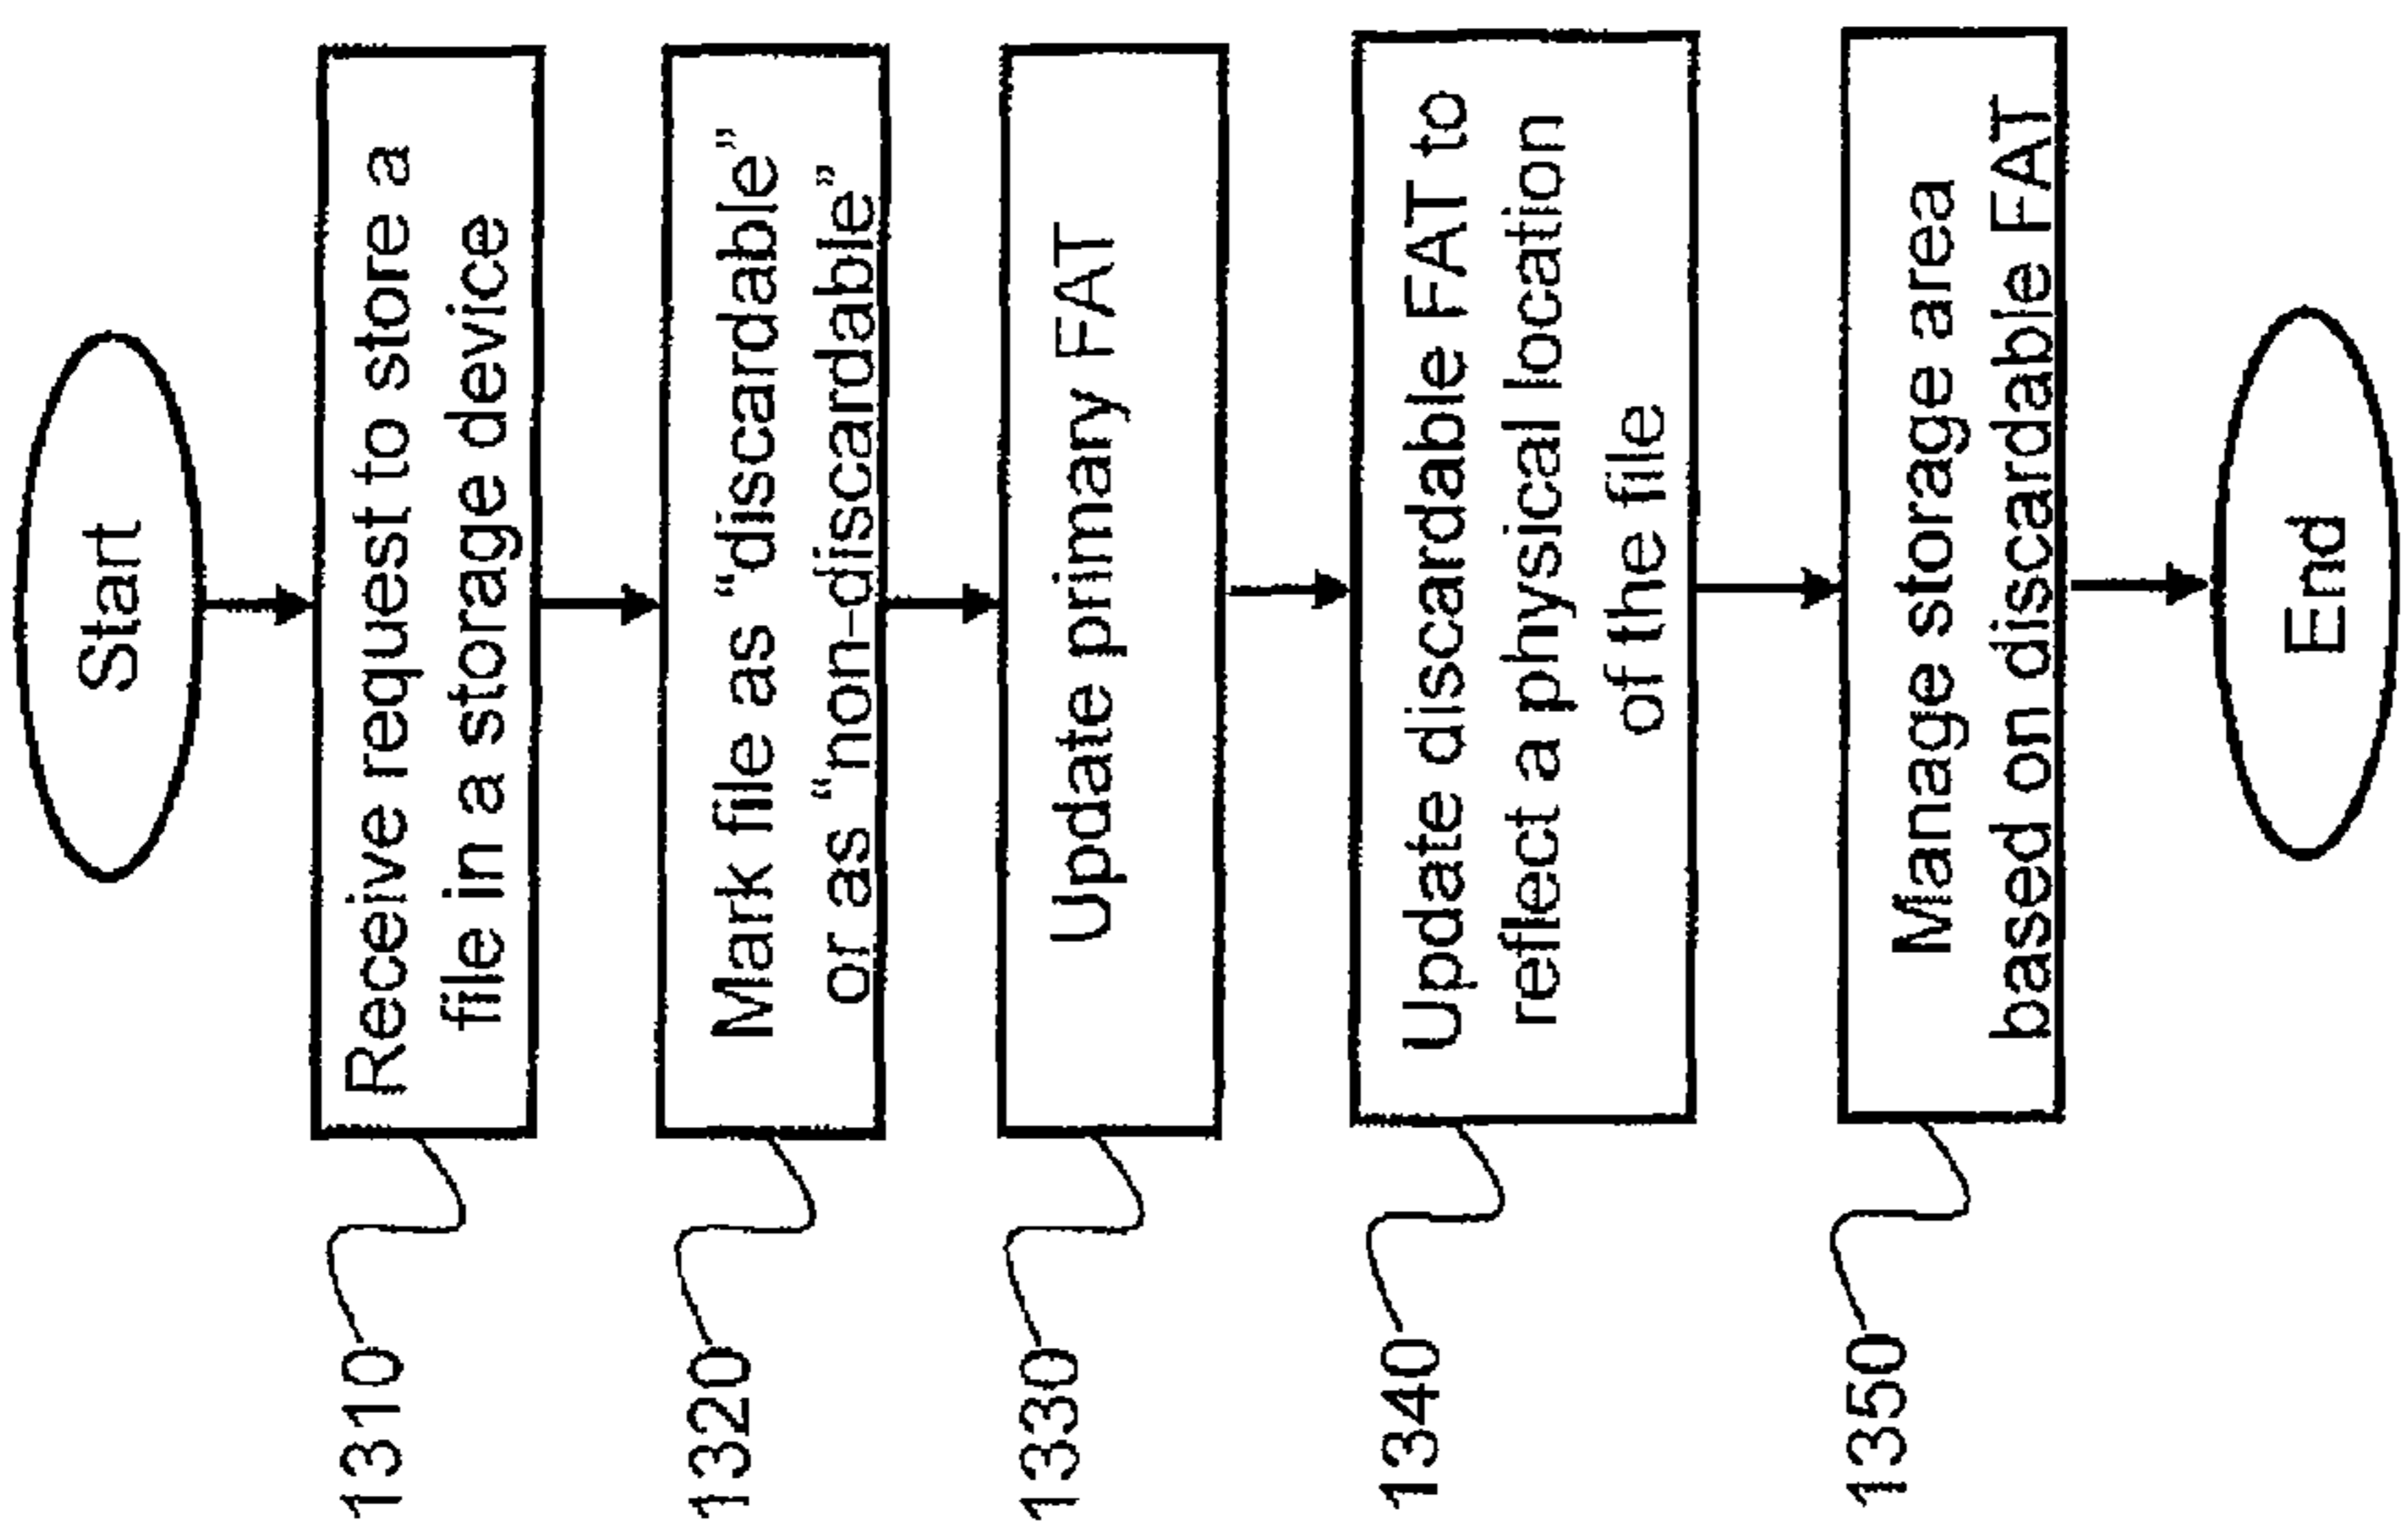 Start
1310
Receive request to store a
file in a storage device
1320
Mark file as “discardable”
or as “non-discardable”
1330
Update primary FAT
1340
Update discardable FAT to
reflect a physical location
of the file
1350
Manage storage area
based on discardable FAT
End